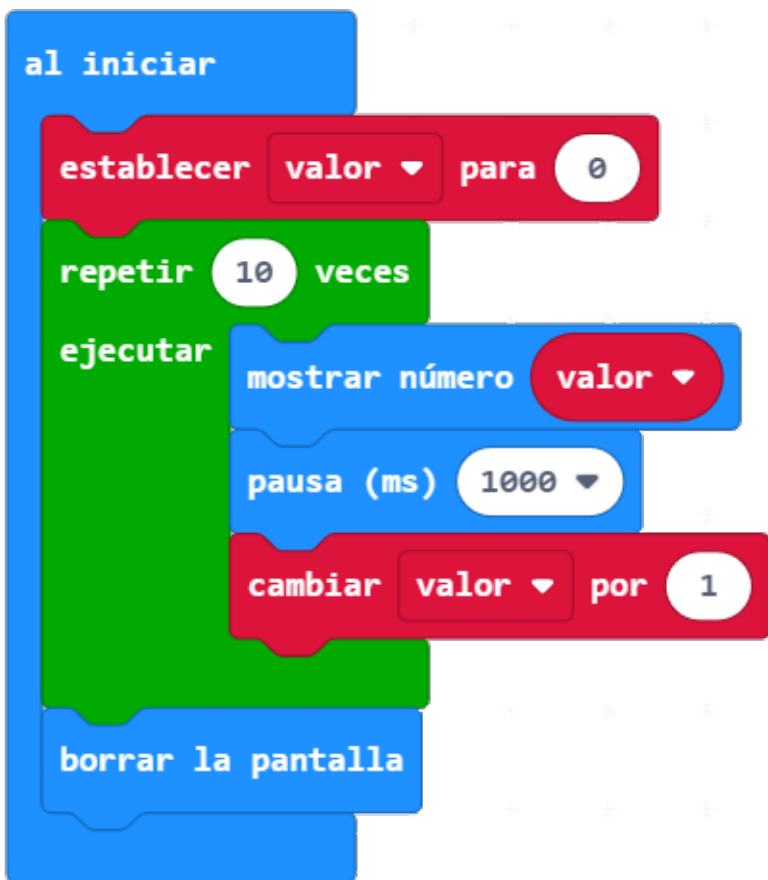 al iniciar
establecer valor para 0
repetir 10 veces
ejecutar
mostrar número valor
pausa (ms) 1000
cambiar valor por 1
borrar la pantalla